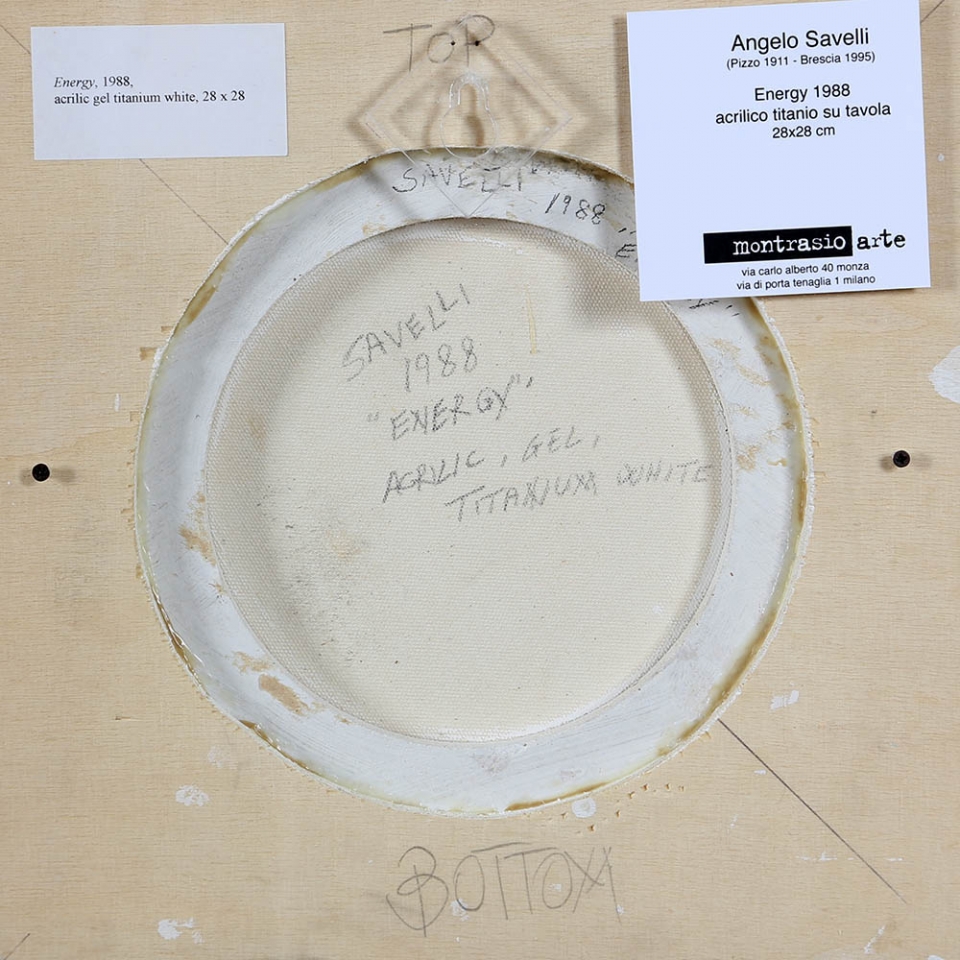 TOP
Energy, 1988,
acrilic gel titanium white, 28 x 28
Angelo Savelli
(Pizzo 1911 - Brescia 1995)
Energy 1988
acrilico titanio su tavola
28x28 cm
montrasio arte
via carlo alberto 40 monza
via di porta tenaglia 1 milano
SAVELLI
1988
SAVELLI
1988
"ENERGY",
ACRILIC, GEL,
TITANIUM WHITE
BOTTOM